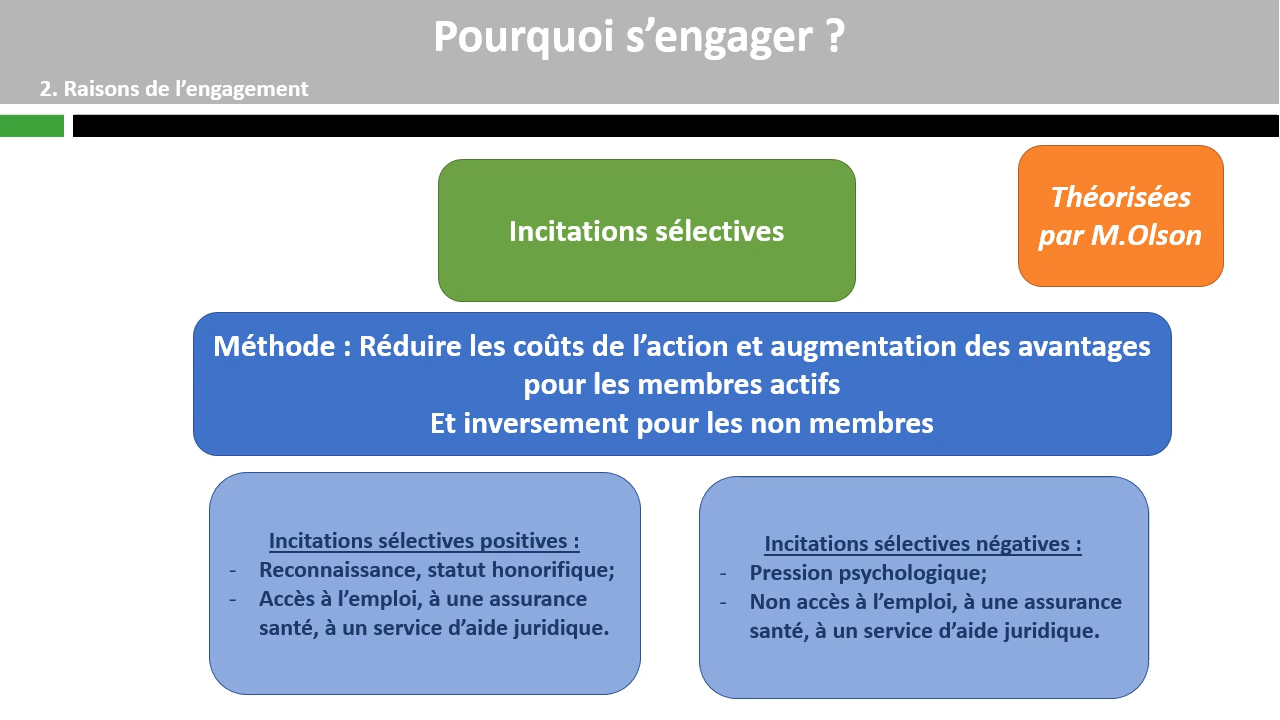 Pourquoi s’engager ?
2. Raisons de l’engagement
Incitations sélectives
Théorisées
par M.Olson
Méthode : Réduire les coûts de l’action et augmentation des avantages
pour les membres actifs
Et inversement pour les non membres
Incitations sélectives positives :
- Reconnaissance, statut honorifique;
- Accès à l’emploi, à une assurance
santé, à un service d’aide juridique.
Incitations sélectives négatives :
- Pression psychologique;
- Non accès à l’emploi, à une assurance
santé, à un service d’aide juridique.